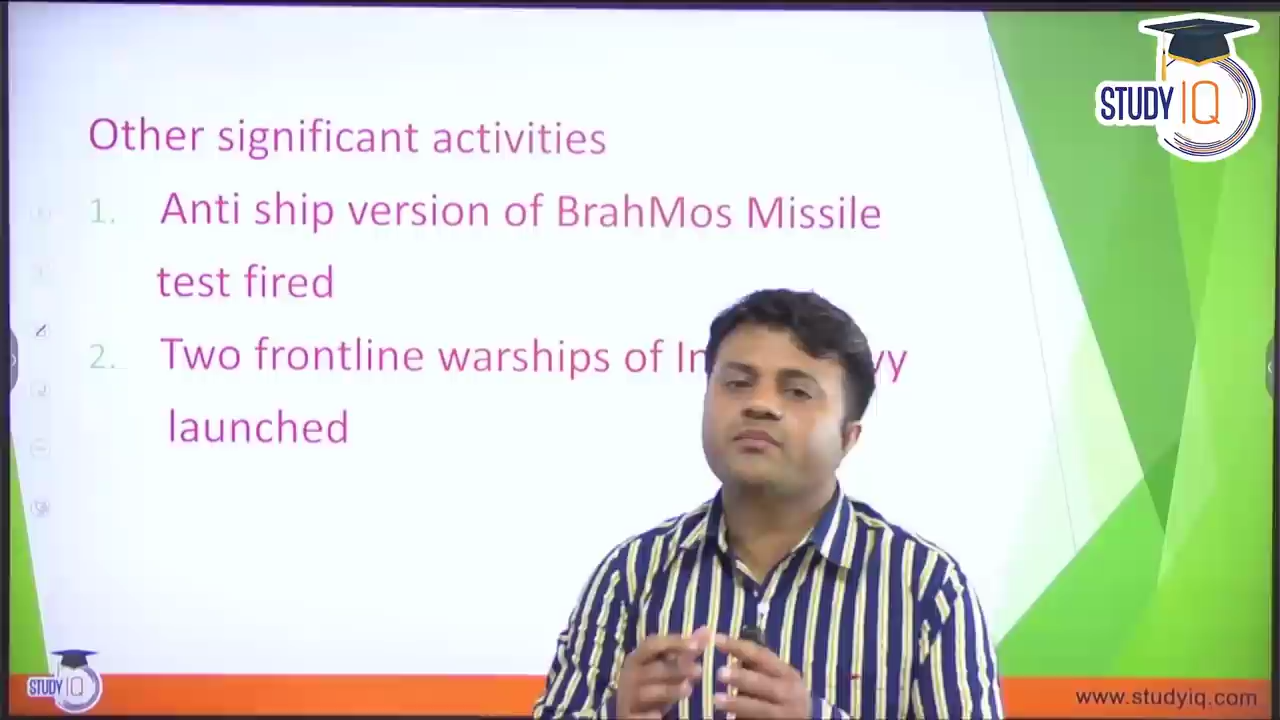 STUDY IQ
Other significant activities
1. Anti ship version of BrahMos Missile
test fired
2. Two frontline warships of
launched
STUDY IQ
www.studyiq.com